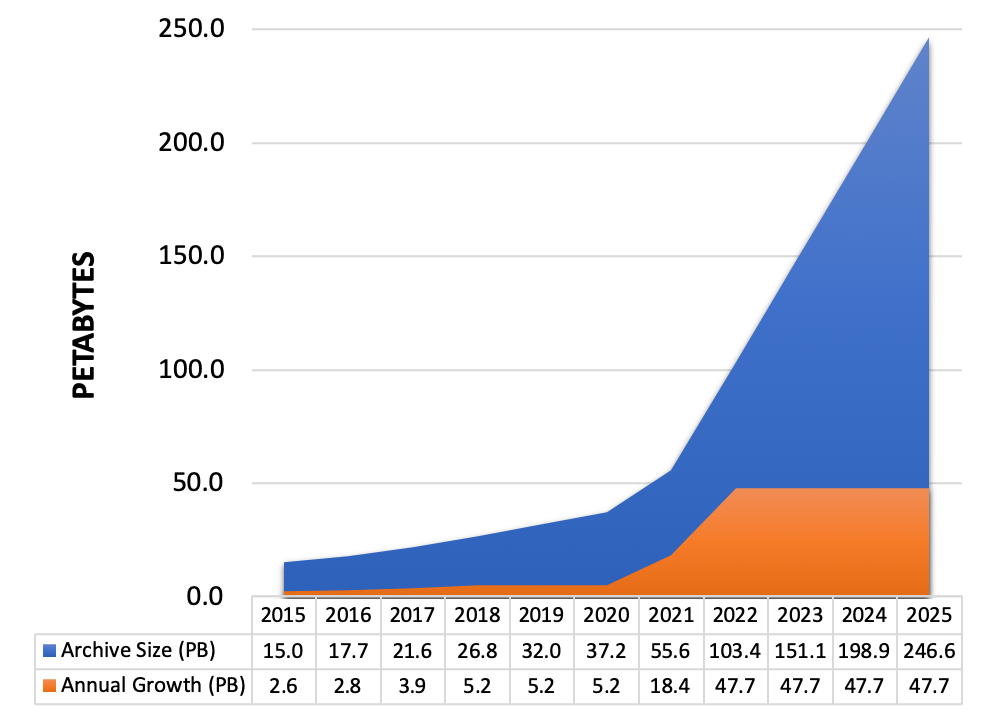 250.0
200.0
150.0
100.0
50.0
0.0
PETABYTES
2015 2016 2017 2018 2019 2020 2021 2022 2023 2024 2025
Archive Size (PB) 15.0 17.7 21.6 26.8 32.0 37.2 55.6 103.4 151.1 198.9 246.6
Annual Growth (PB) 2.6 2.8 3.9 5.2 5.2 5.2 18.4 47.7 47.7 47.7 47.7